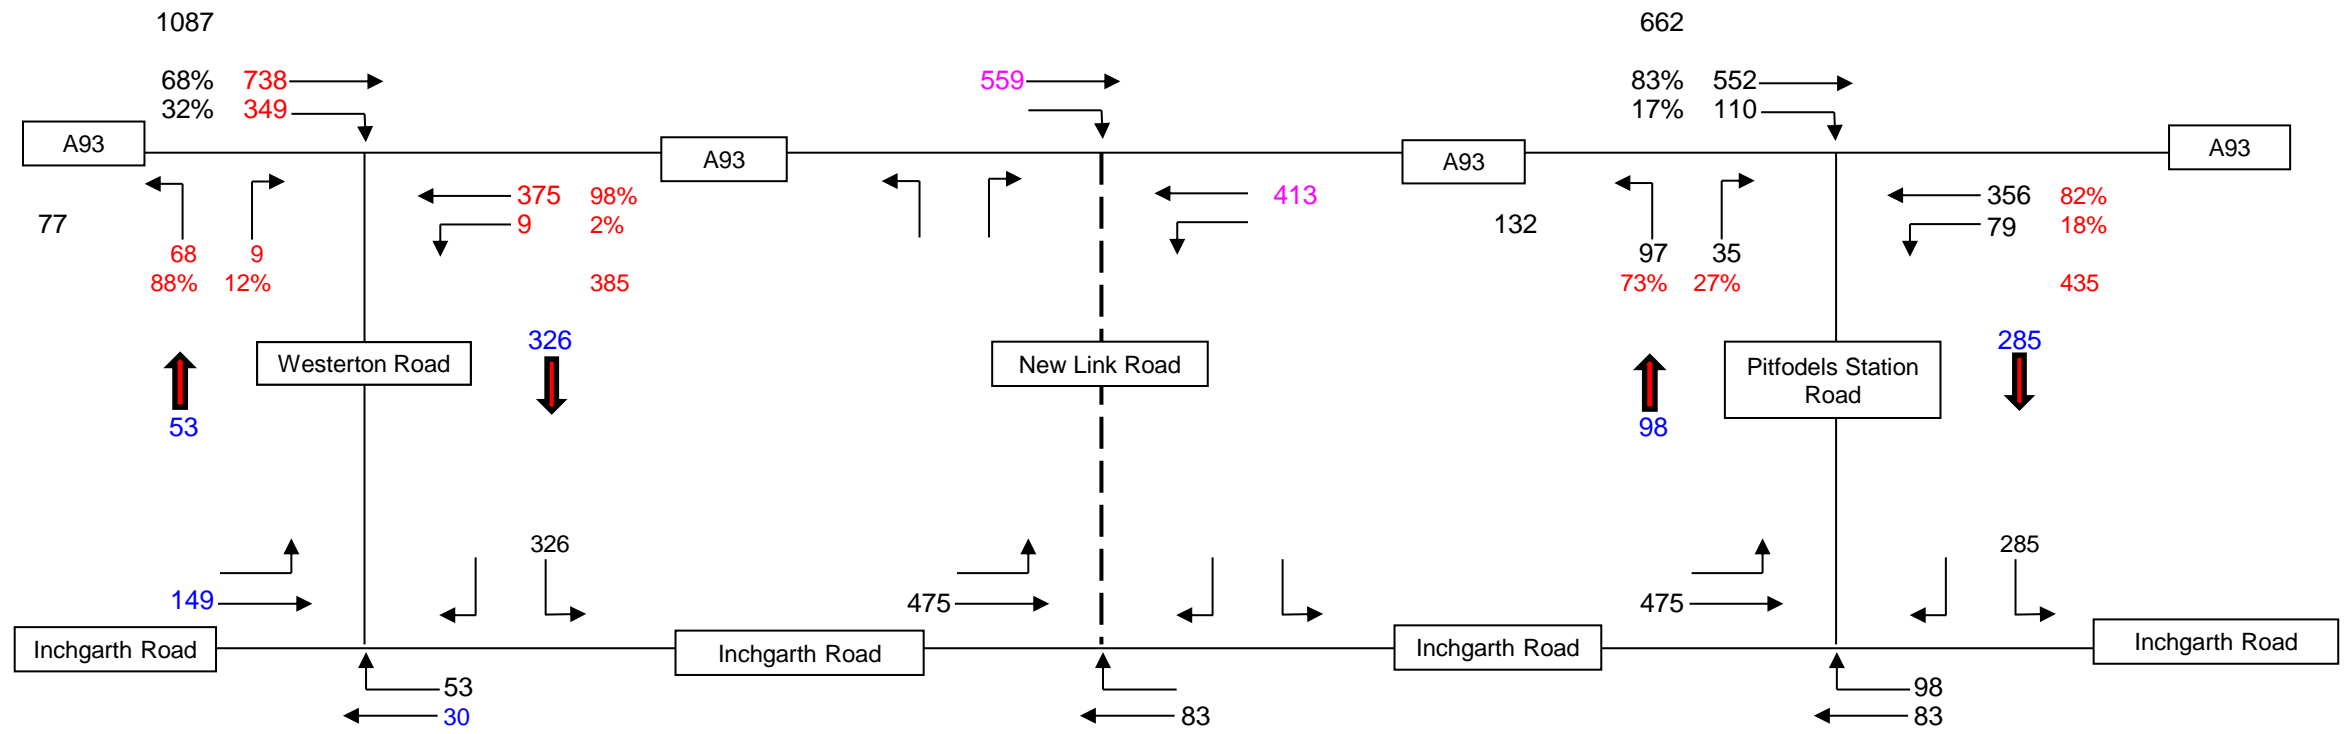 1087 662
68% 738 559 83% 552
32% 349 17% 110
A93 A93 A93 A93
375 98% 413 356 82%
77 9 2% 132 79 18%
68 9 97 35
88% 12% 385 73% 27% 435
326 285
Westerton Road New Link Road Pitfodels Station
Road
53 98
326 285
149 475 475
Inchgarth Road Inchgarth Road Inchgarth Road Inchgarth Road
53 98
30 83 83